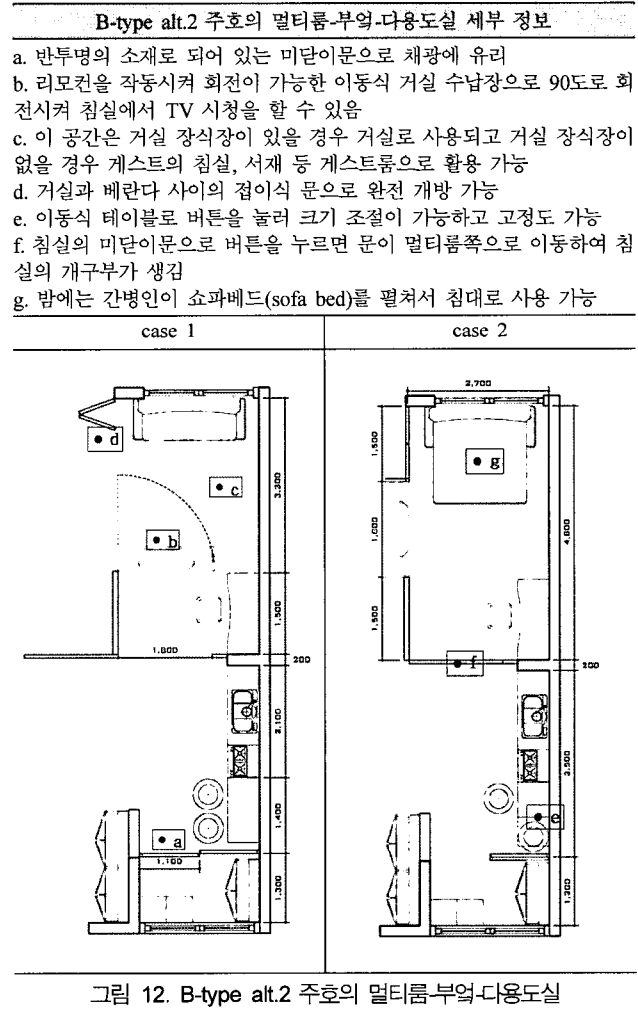 B-type alt.2 주호의 멀티룸-부엌-다용도실 세부 정보
a. 반투명의 소재로 되어 있는 미닫이문으로 채광에 유리
b. 리모컨을 작동시켜 회전이 가능한 이동식 거실 수납장으로 90도로 회
전시켜 침실에서 TV 시청을 할 수 있음
c. 이 공간은 거실 장식장이 있을 경우 거실로 사용되고 거실 장식장이
없을 경우 게스트의 침실, 서재 등 게스트룸으로 활용 가능
d. 거실과 베란다 사이의 접이식 문으로 완전 개방 가능
e. 이동식 테이블로 버튼을 눌러 크기 조절이 가능하고 고정도 가능
f. 침실의 미닫이문으로 버튼을 누르면 문이 멀티룸쪽으로 이동하여 침
실의 개구부가 생김
g. 밤에는 간병인이 쇼파베드(sofa bed)를 펼쳐서 침대로 사용 가능
case 1
d
c
b
3,300
1,500
1,800
200
2,100
1,400
a
1,100
1,300
case 2
2,700
1,500
g
1,000
4,800
1,500
f
200
3,500
e
1,300
그림 12. B-type alt.2 주호의 멀티룸-부엌-다용도실